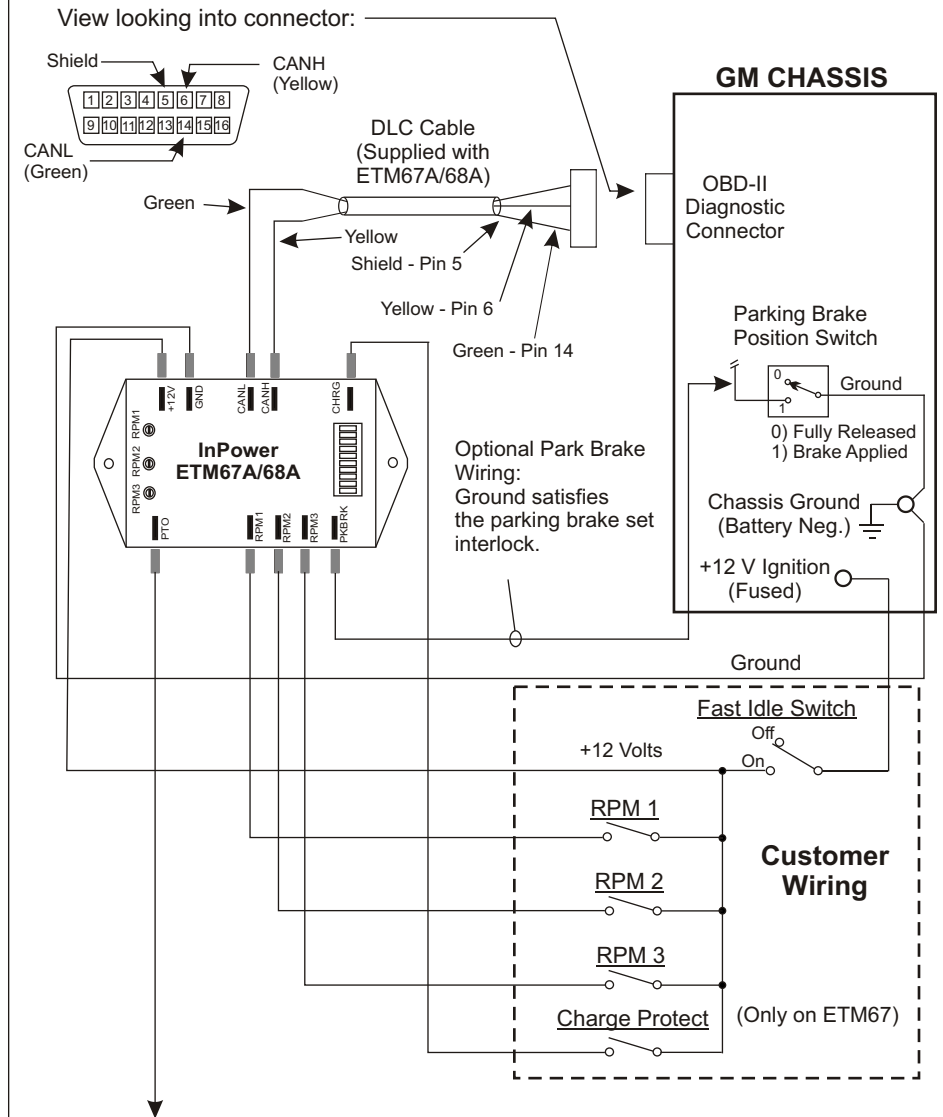 View looking into connector:
Shield
CANH
(Yellow)
1 2 3 4 5 6 7 8
9 10 11 12 13 14 15 16
CANL
(Green)
DLC Cable
(Supplied with
ETM67A/68A)
Green
Yellow
Shield - Pin 5
Yellow - Pin 6
Green - Pin 14
GM CHASSIS
OBD-II
Diagnostic
Connector
Parking Brake
Position Switch
0
1
Ground
0) Fully Released
1) Brake Applied
Chassis Ground
(Battery Neg.)
+12 V Ignition
(Fused)
+12V
GND
CANL
CANH
CHRG
RPM1
RPM2
RPM3
InPower
ETM67A/68A
PTO
RPM1
RPM2
RPM3
PKBRK
Optional Park Brake
Wiring:
Ground satisfies
the parking brake set
interlock.
Ground
Fast Idle Switch
Off
On
+12 Volts
RPM 1
RPM 2
RPM 3
Charge Protect
Customer
Wiring
(Only on ETM67)